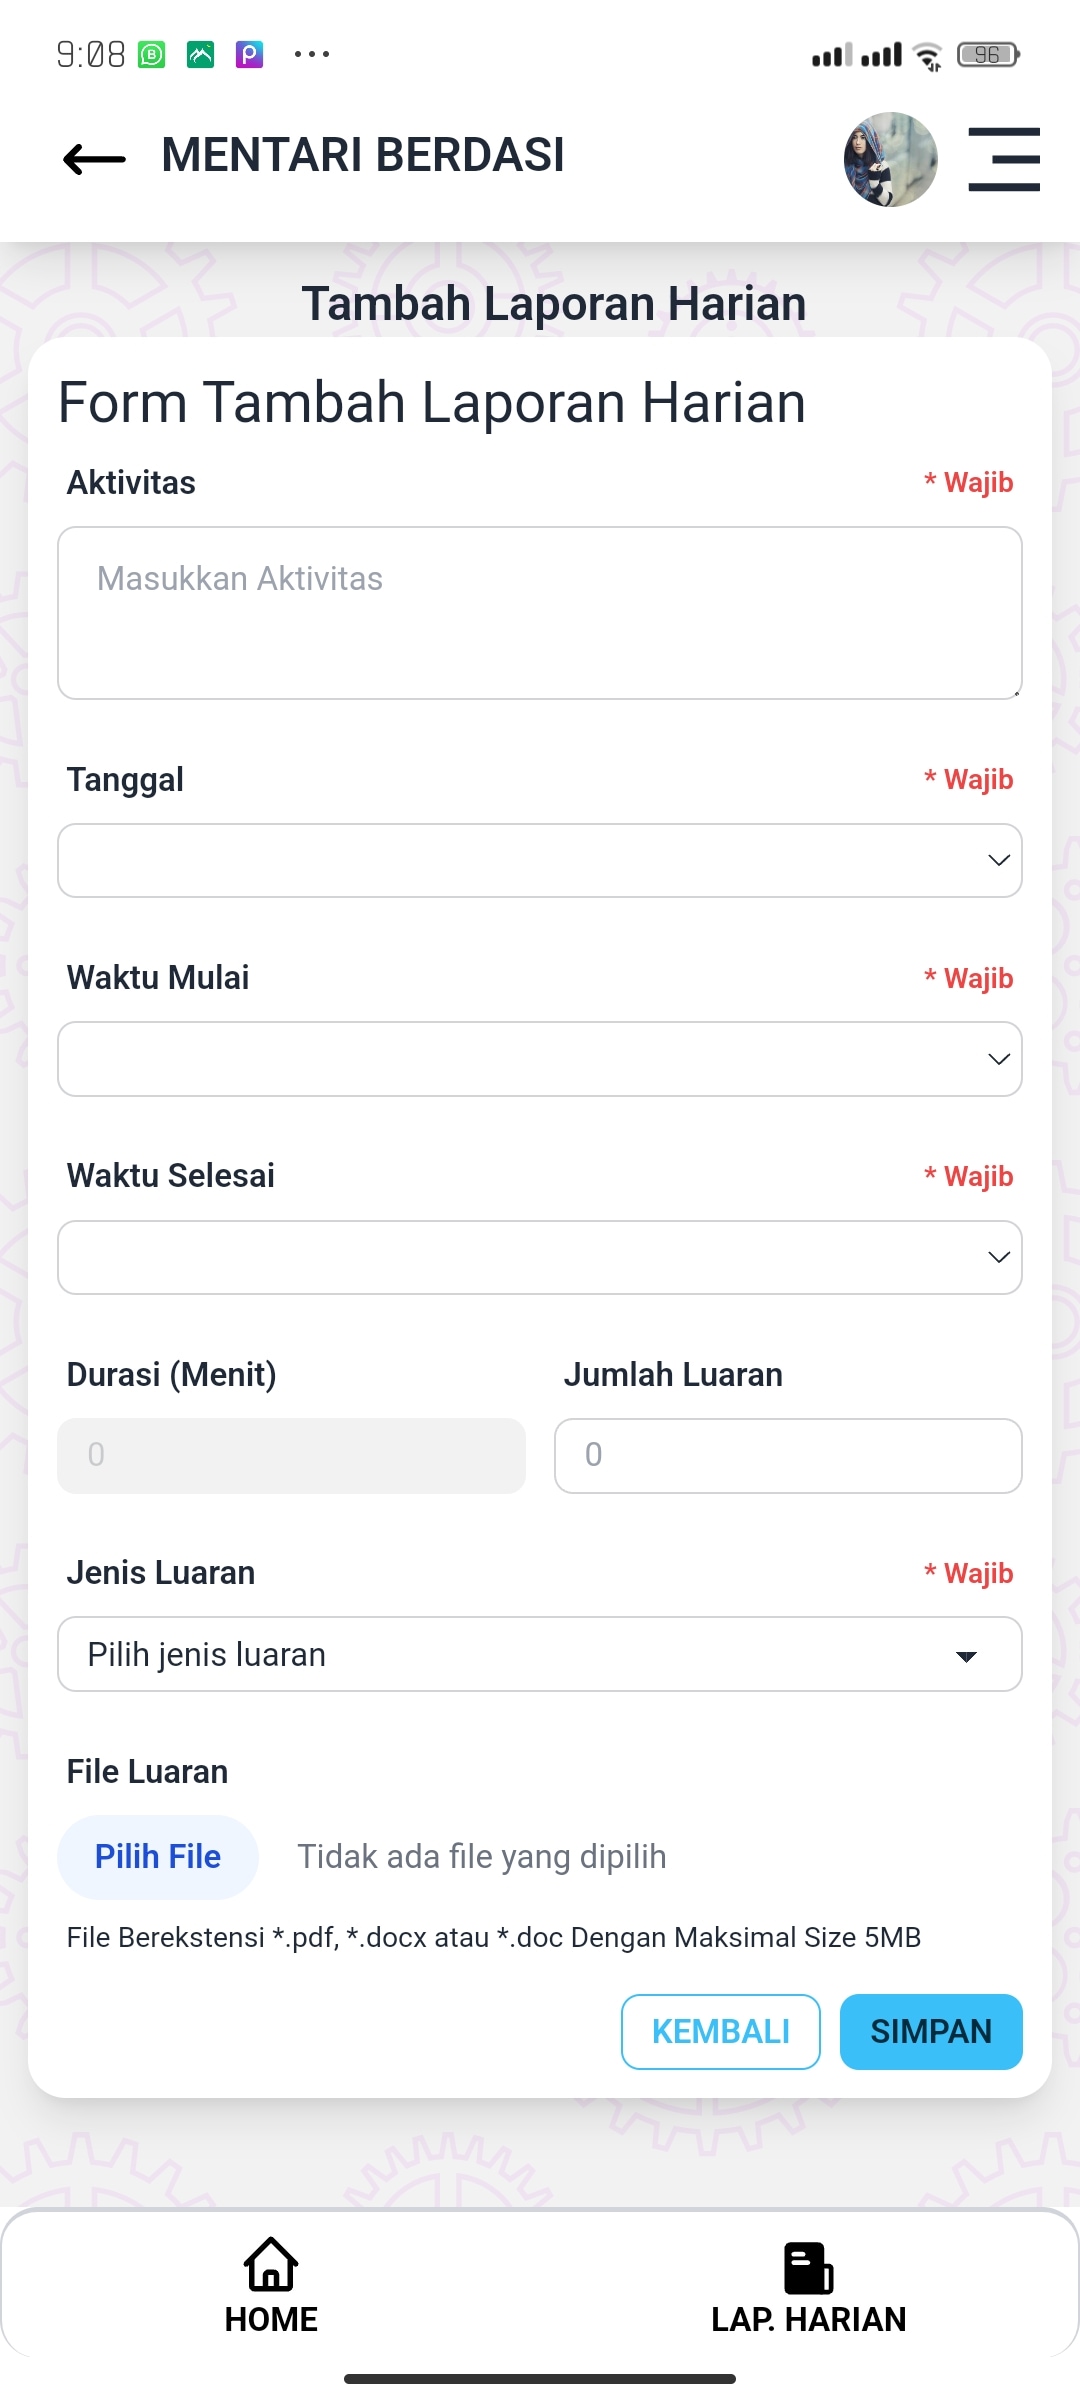 9:08
96
MENTARI BERDASI
Tambah Laporan Harian
Form Tambah Laporan Harian
Aktivitas * Wajib
Masukkan Aktivitas
Tanggal * Wajib
Waktu Mulai * Wajib
Waktu Selesai * Wajib
Durasi (Menit) Jumlah Luaran
0 0
Jenis Luaran * Wajib
Pilih jenis luaran
File Luaran
Pilih File Tidak ada file yang dipilih
File Berekstensi *.pdf, *.docx atau *.doc Dengan Maksimal Size 5MB
KEMBALI SIMPAN
HOME LAP. HARIAN